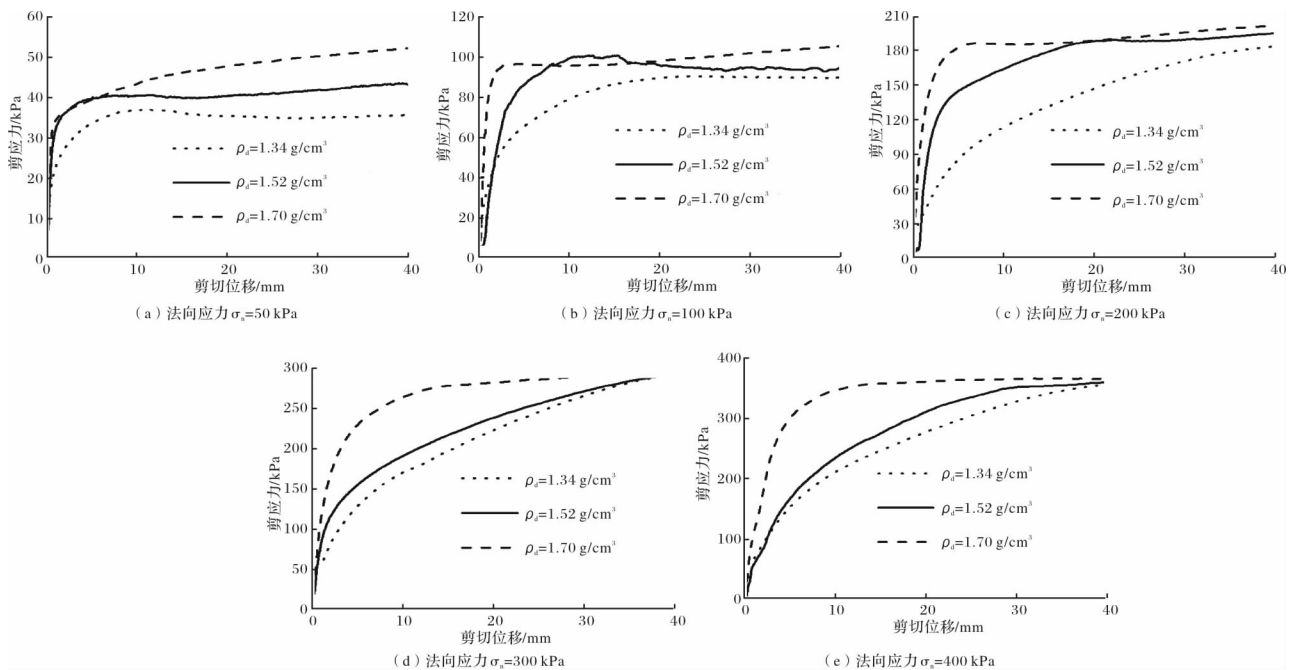 60
50
40
30
20
10
0
剪应力/kPa
ρd=1.34 g/cm³
ρd=1.52 g/cm³
ρd=1.70 g/cm³
0 10 20 30 40
剪切位移/mm
(a)法向应力σn=50 kPa
120
100
80
60
40
20
0
剪应力/kPa
ρd=1.34 g/cm³
ρd=1.52 g/cm³
ρd=1.70 g/cm³
0 10 20 30 40
剪切位移/mm
(b)法向应力σn=100 kPa
210
180
150
120
90
60
30
0
剪应力/kPa
ρd=1.34 g/cm³
ρd=1.52 g/cm³
ρd=1.70 g/cm³
0 10 20 30 40
剪切位移/mm
(c)法向应力σn=200 kPa
300
250
200
150
100
50
0
剪应力/kPa
ρd=1.34 g/cm³
ρd=1.52 g/cm³
ρd=1.70 g/cm³
0 10 20 30 40
剪切位移/mm
(d)法向应力σn=300 kPa
400
300
200
100
0
剪应力/kPa
ρd=1.34 g/cm³
ρd=1.52 g/cm³
ρd=1.70 g/cm³
0 10 20 30 40
剪切位移/mm
(e)法向应力σn=400 kPa